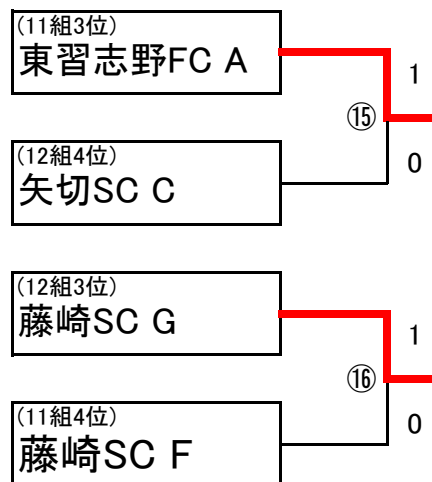 (11組3位)
東習志野FC A
1
⑮
(12組4位)
0
矢切SC C
(12組3位)
藤崎SC G
1
⑯
(11組4位)
0
藤崎SC F